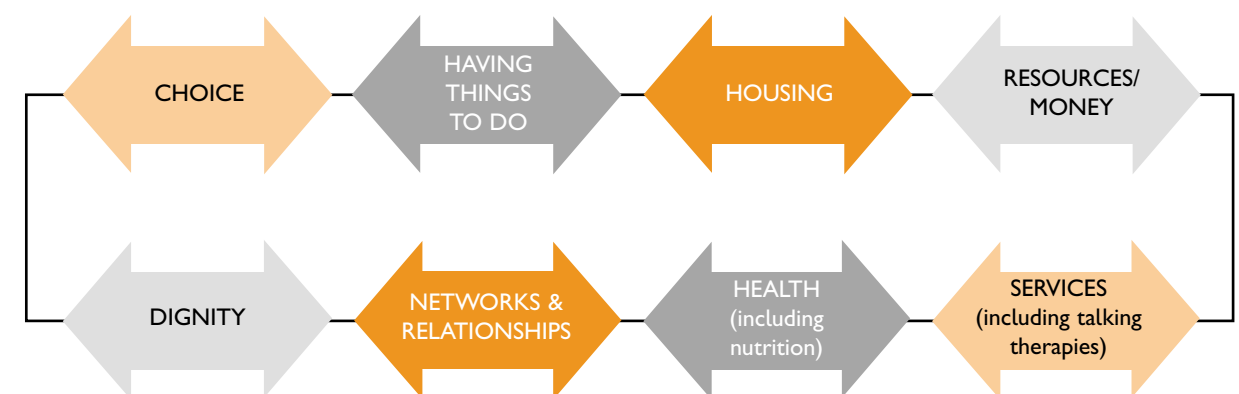 CHOICE
HAVING
THINGS
TO DO
HOUSING
RESOURCES/
MONEY
DIGNITY
NETWORKS &
RELATIONSHIPS
HEALTH
(including
nutrition)
SERVICES
(including talking
therapies)